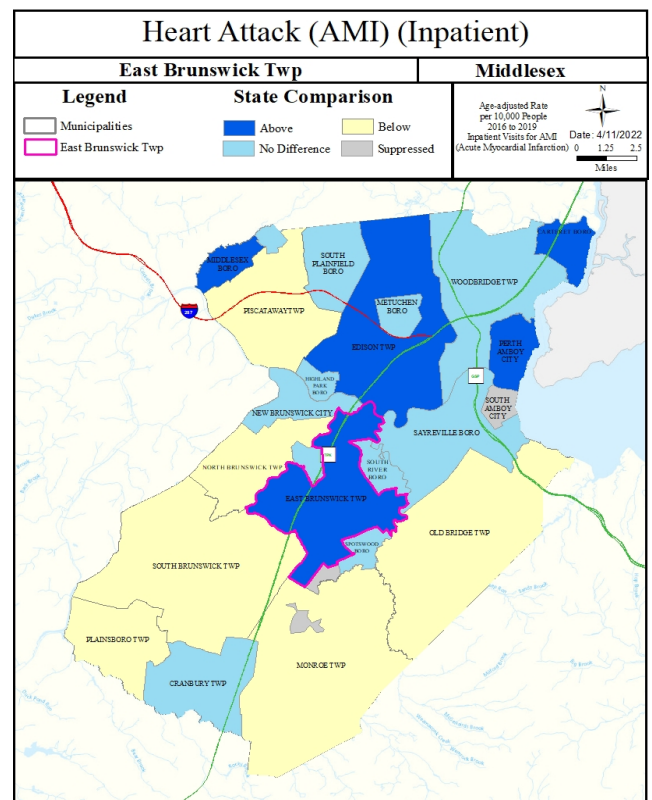 Heart Attack (AMI) (Inpatient)
East Brunswick Twp
Middlesex
Legend
State Comparison
Municipalities
East Brunswick Twp
Above
No Difference
Below
Suppressed
Age-adjusted Rate
per 10,000 People
2016 to 2019
Inpatient Visits for AMI
(Acute Myocardial Infarction)
N
Date: 4/11/2022
0 1.25 2.5
Miles
MIDDLESEX
BORO
SOUTH
PLAINFIELD
BORO
WOODBRIDGE TWP
PISCATAWAY TWP
METUCHEN
BORO
287
EDISON TWP
PERTH
AMBOY
CITY
HIGHLAND
PARK
BORO
GSP
SOUTH
AMBOY
CITY
NEW BRUNSWICK CITY
SAYREVILLE BORO
NORTH BRUNSWICK TWP
SOUTH
RIVER
BORO
EAST BRUNSWICK TWP
OLD BRIDGE TWP
SPOTSWOOD
BORO
SOUTH BRUNSWICK TWP
PLAINSBORO TWP
MONROE TWP
CRANBURY TWP